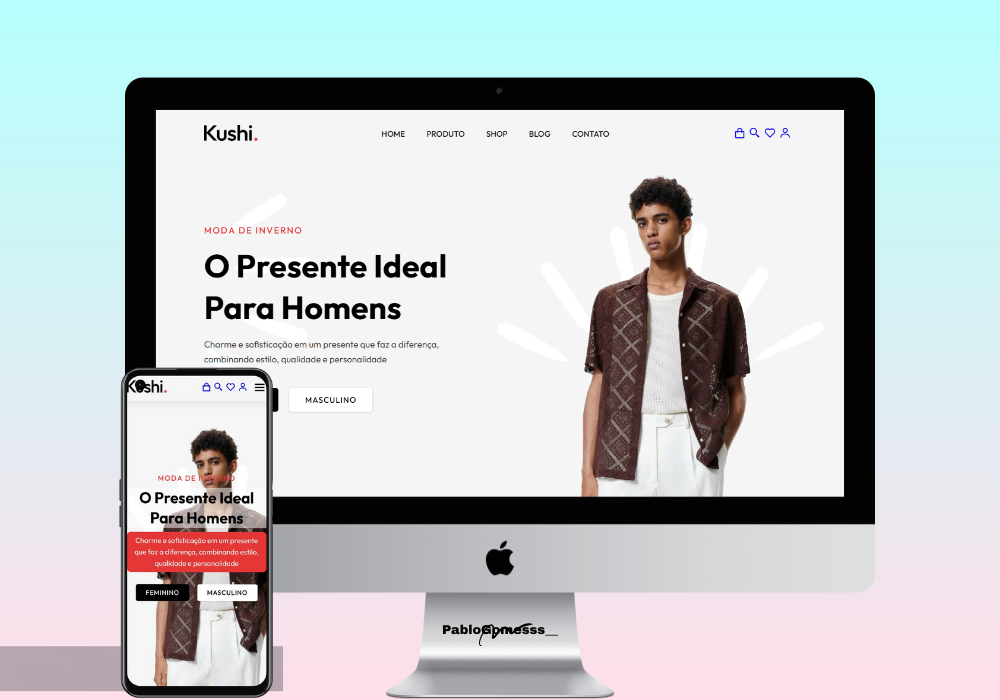 Kushi.
HOME PRODUTO SHOP BLOG CONTATO
MODA DE INVERNO
O Presente Ideal
Para Homens
Charme e sofisticação em um presente que faz a diferença,
combinando estilo, qualidade e personalidade
MASCULINO
Kushi.
MODA DE INVERNO
O Presente Ideal
Para Homens
Charme e sofisticação em um presente
que faz a diferença, combinando estilo,
qualidade e personalidade
FEMININO MASCULINO
PabloGomesss__